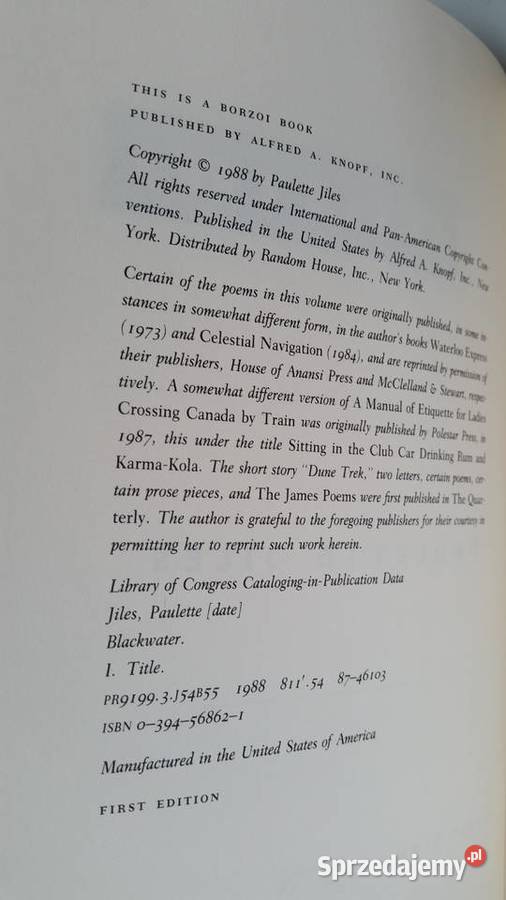 THIS IS A BORZOI BOOK
PUBLISHED BY ALFRED A. KNOPF, INC.
Copyright © 1988 by Paulette Jiles
All rights reserved under International and Pan-American Copyright Con-
ventions. Published in the United States by Alfred A. Knopf, Inc., New
York. Distributed by Random House, Inc., New York.
Certain of the poems in this volume were originally published, in some in-
stances in somewhat different form, in the author's books Waterloo Express
(1973) and Celestial Navigation (1984), and are reprinted by permission of
their publishers, House of Anansi Press and McClelland & Stewart, respec-
tively. A somewhat different version of A Manual of Etiquette for Ladies
Crossing Canada by Train was originally published by Polestar Press, in
1987, this under the title Sitting in the Club Car Drinking Rum and
Karma-Kola. The short story "Dune Trek," two letters, certain poems, cer-
tain prose pieces, and The James Poems were first published in The Quar-
terly. The author is grateful to the foregoing publishers for their courtesy in
permitting her to reprint such work herein.
Library of Congress Cataloging-in-Publication Data
Jiles, Paulette [date]
Blackwater.
I. Title.
PR9199.3.J54B55 1988 811'.54 87-46103
ISBN 0-394-56862-1
Manufactured in the United States of America
FIRST EDITION
Sprzedajemy.pl